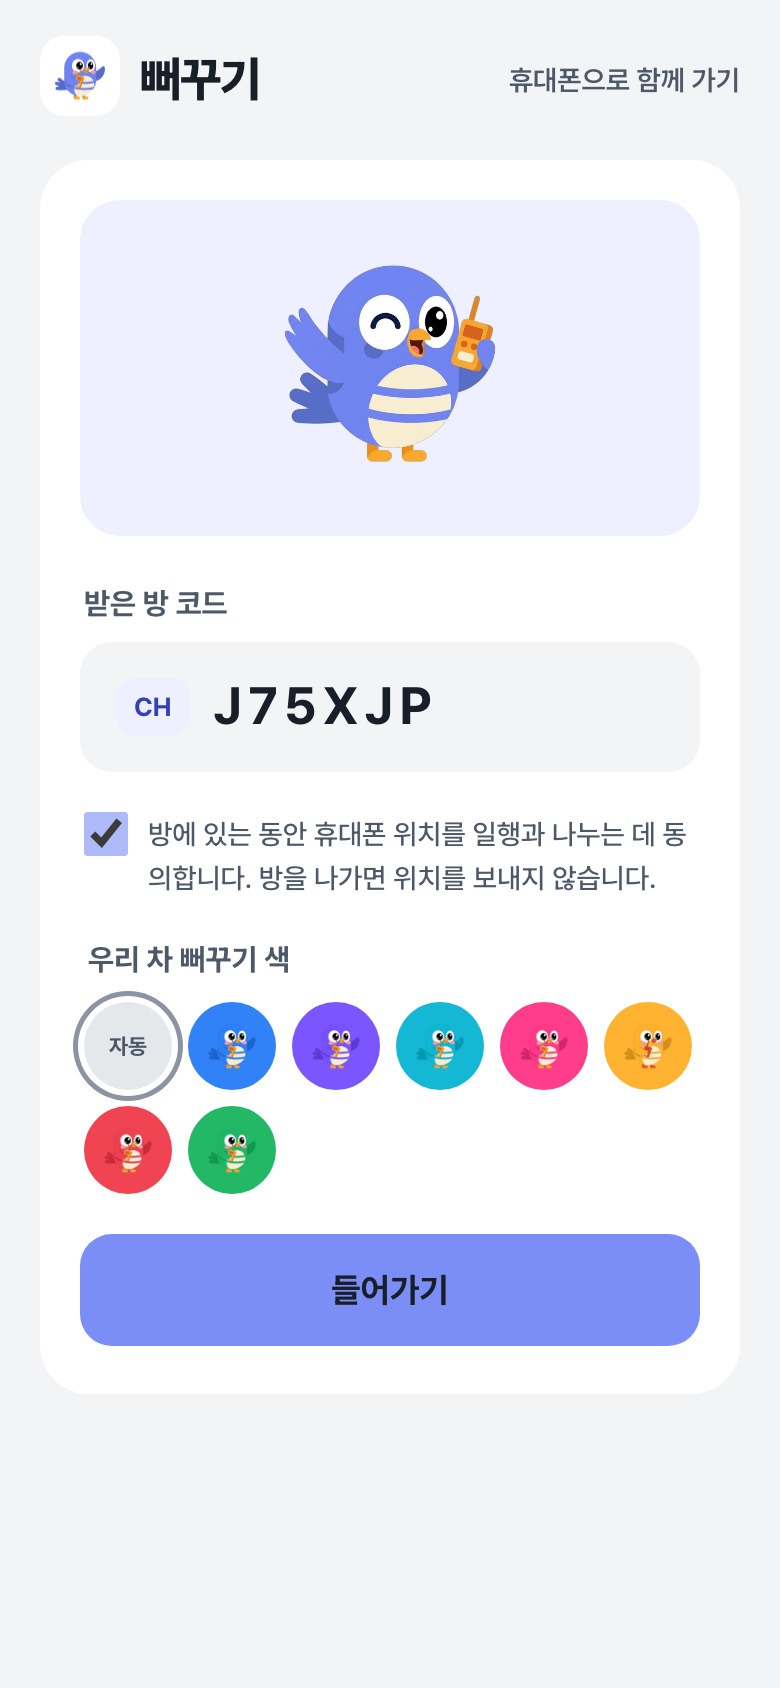 뻐꾸기
휴대폰으로 함께 가기
받은 방 코드
CH J75XJP
방에 있는 동안 휴대폰 위치를 일행과 나누는 데 동
의합니다. 방을 나가면 위치를 보내지 않습니다.
우리 차 뻐꾸기 색
자동
들어가기